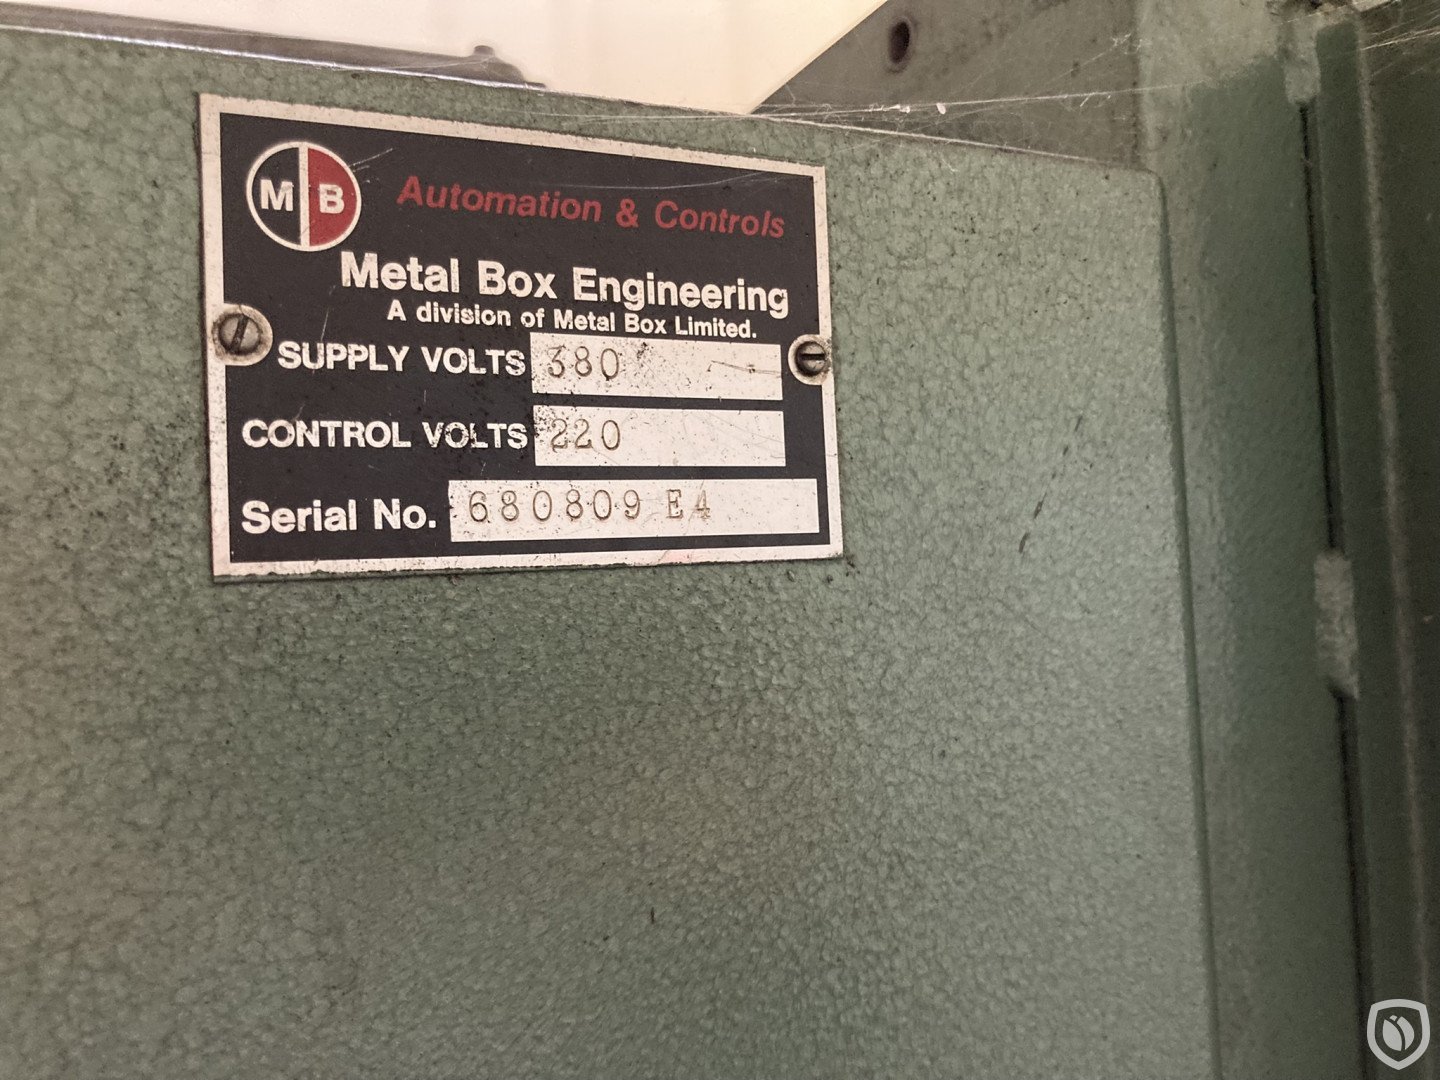 M B
Automation & Controls
Metal Box Engineering
A division of Metal Box Limited.
SUPPLY VOLTS 380
CONTROL VOLTS 220
Serial No. 680809 E4